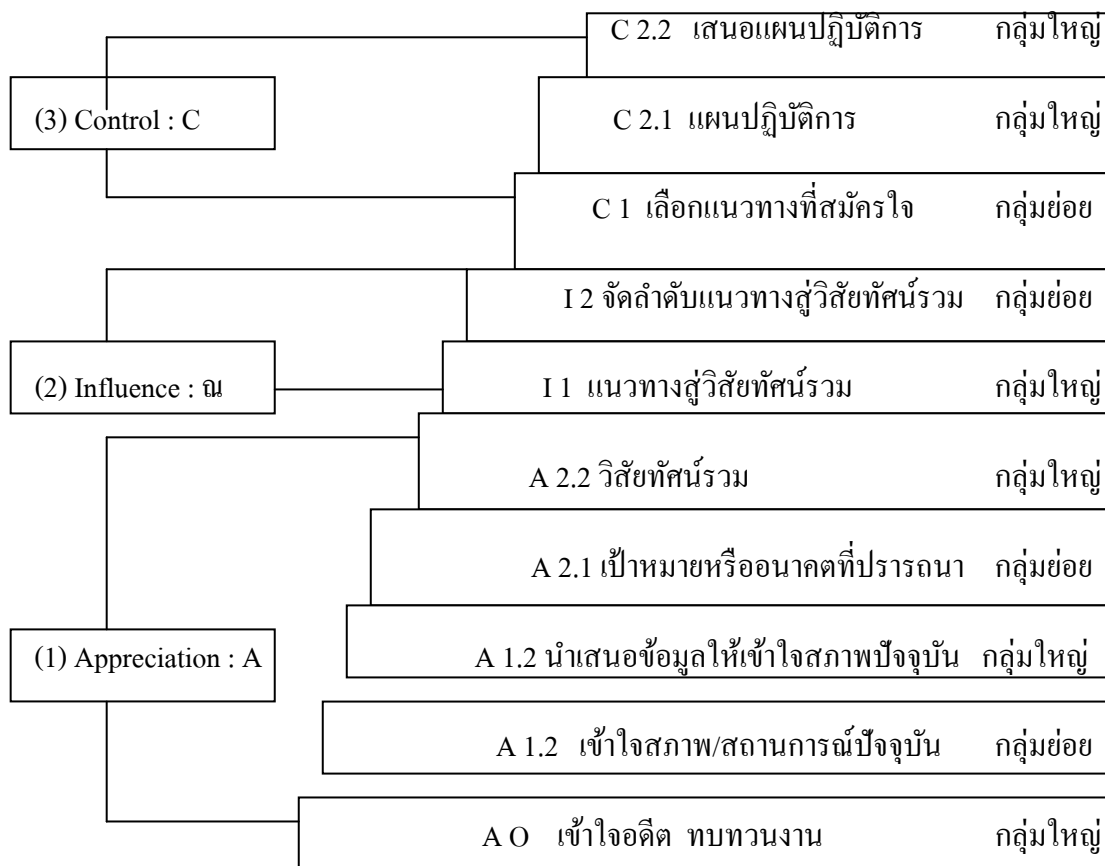 C 2.2 เสนอแผนปฏิบัติการ กลุ่มใหญ่
(3) Control : C
C 2.1 แผนปฏิบัติการ กลุ่มใหญ่
C 1 เลือกแนวทางที่สมัครใจ กลุ่มย่อย
I 2 จัดลำดับแนวทางสู่วิสัยทัศน์รวม กลุ่มย่อย
(2) Influence : ฌ
I 1 แนวทางสู่วิสัยทัศน์รวม กลุ่มใหญ่
A 2.2 วิสัยทัศน์รวม กลุ่มใหญ่
A 2.1 เป้าหมายหรืออนาคตที่ปรารถนา กลุ่มย่อย
(1) Appreciation : A
A 1.2 นำเสนอข้อมูลให้เข้าใจสภาพปัจจุบัน กลุ่มใหญ่
A 1.2 เข้าใจสภาพ/สถานการณ์ปัจจุบัน กลุ่มย่อย
A O เข้าใจอดีต ทบทวนงาน กลุ่มใหญ่